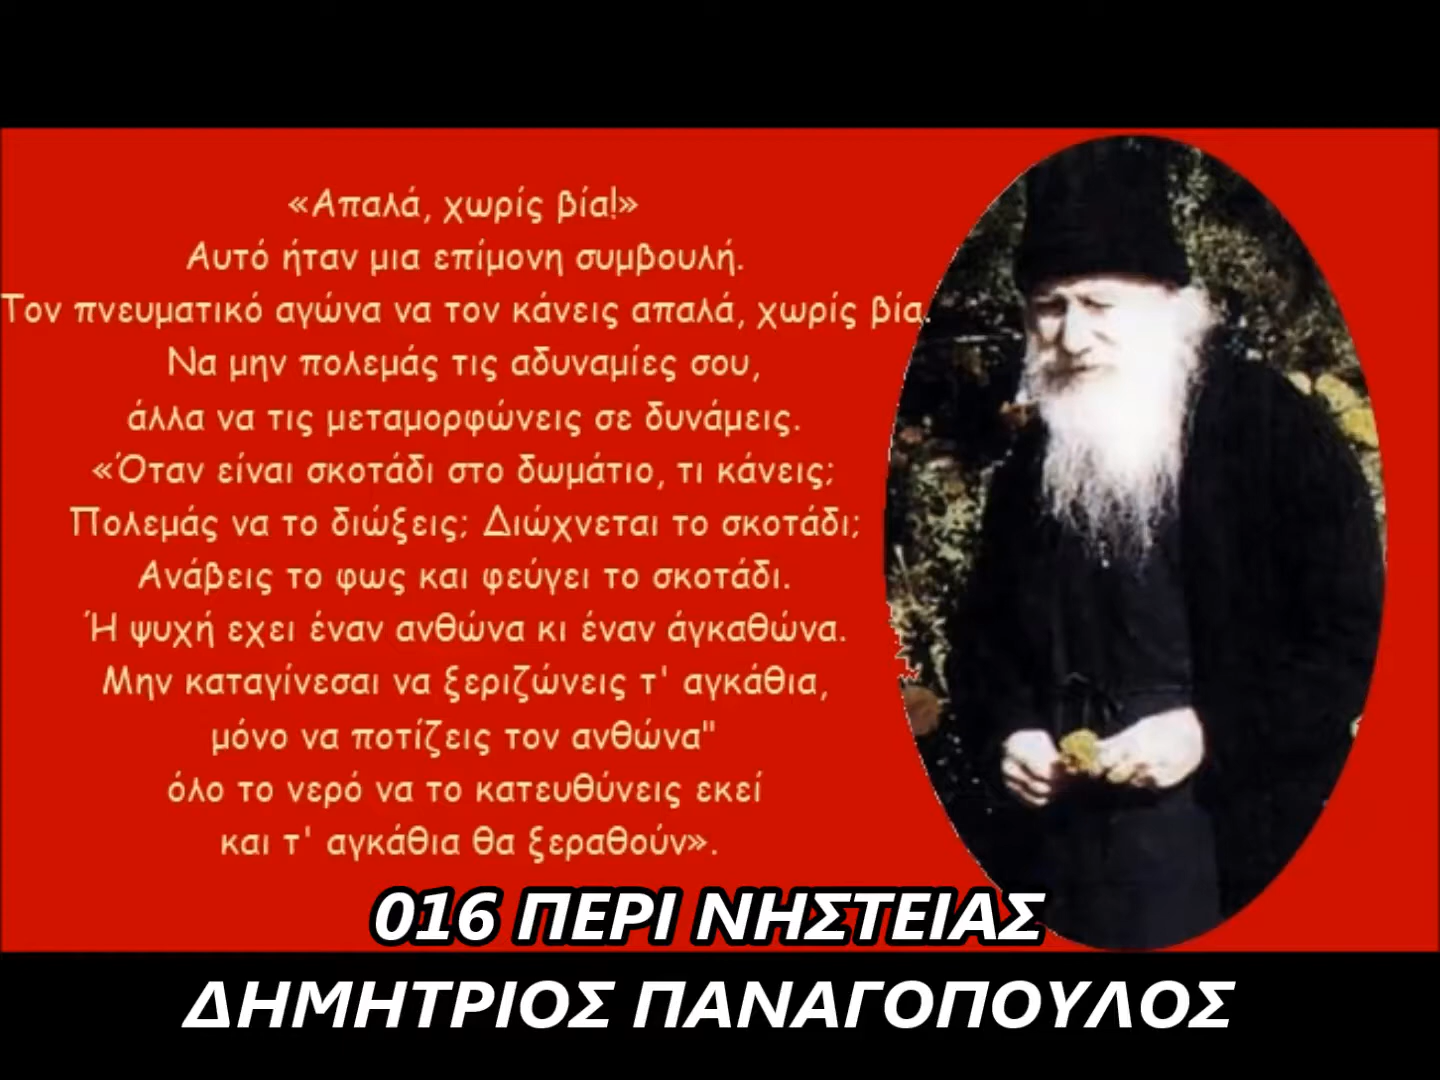 «Απαλά, χωρίς βία!»
Αυτό ήταν μια επίμονη συμβουλή.
Τον πνευματικό αγώνα να τον κάνεις απαλά, χωρίς βία.
Να μην πολεμάς τις αδυναμίες σου,
άλλα να τις μεταμορφώνεις σε δυνάμεις.
«Όταν είναι σκοτάδι στο δωμάτιο, τι κάνεις;
Πολεμάς να το διώξεις; Διώχνεται το σκοτάδι;
Ανάβεις το φως και φεύγει το σκοτάδι.
Ή ψυχή εχει έναν ανθώνα κι έναν άγκαθώνα.
Μην καταγίνεσαι να ξεριζώνεις τ' αγκάθια,
μόνο να ποτίζεις τον ανθώνα"
όλο το νερό να το κατευθύνεις εκεί
και τ' αγκάθια θα ξεραθούν».
016 ΠΕΡΙ ΝΗΣΤΕΙΑΣ
ΔΗΜΗΤΡΙΟΣ ΠΑΝΑΓΟΠΟΥΛΟΣ